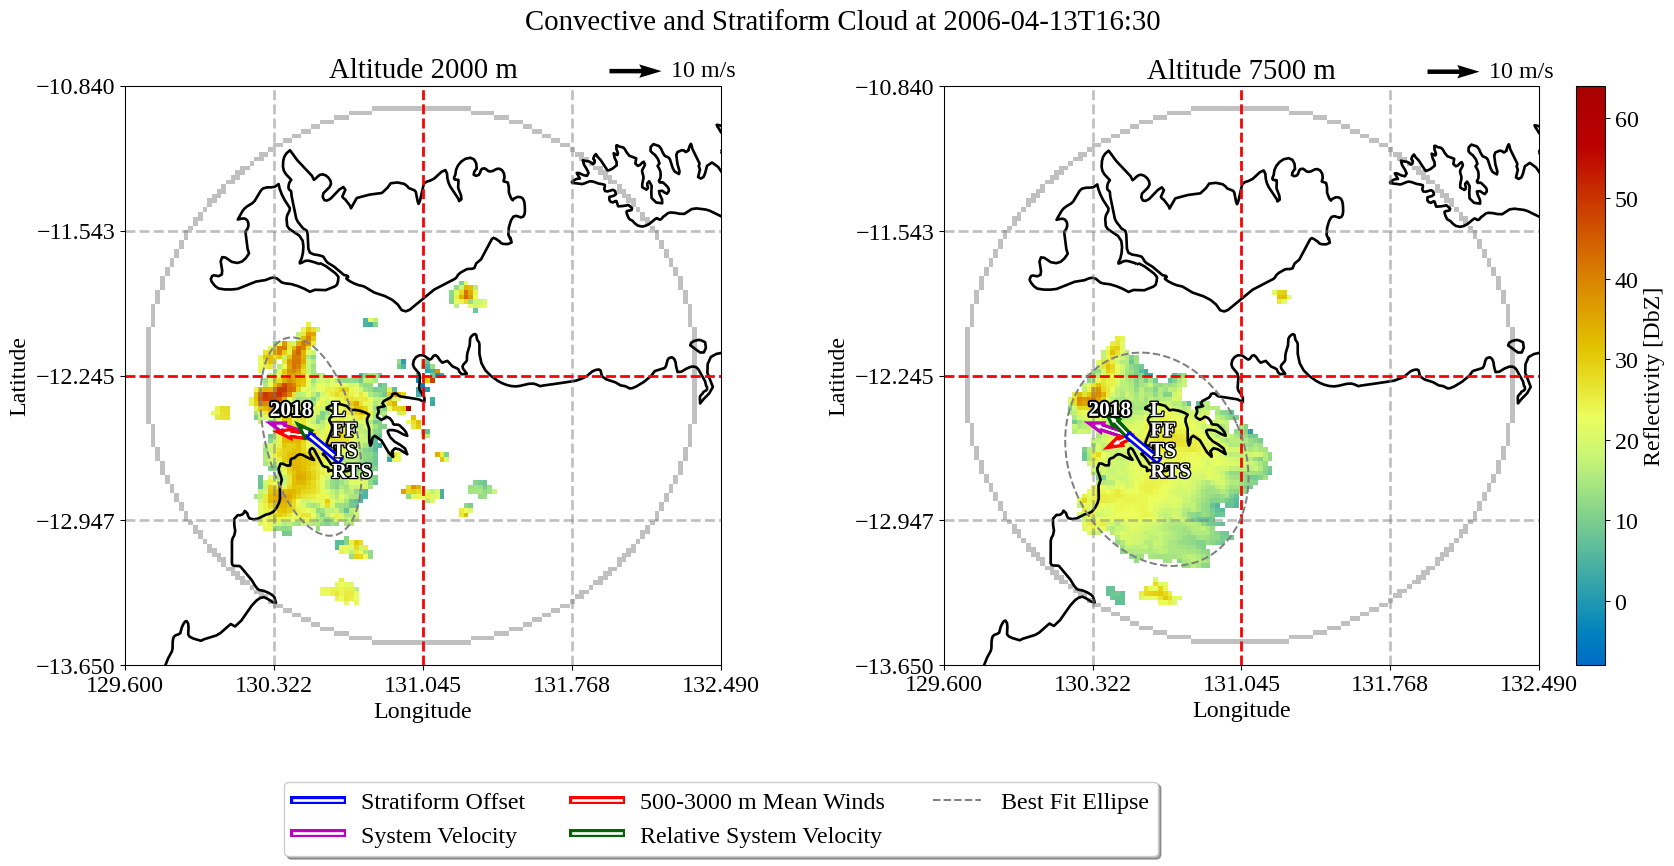 Convective and Stratiform Cloud at 2006-04-13T16:30
Altitude 2000 m
10 m/s
−10.840
−11.543
−12.245
−12.947
−13.650
129.600
130.322
131.045
131.768
132.490
Latitude
Longitude
2018
L
FF
TS
RTS
Altitude 7500 m
10 m/s
−10.840
−11.543
−12.245
−12.947
−13.650
129.600
130.322
131.045
131.768
132.490
Latitude
Longitude
2018
L
FF
TS
RTS
60
50
40
30
20
10
0
Reflectivity [DbZ]
Stratiform Offset
System Velocity
500-3000 m Mean Winds
Relative System Velocity
Best Fit Ellipse